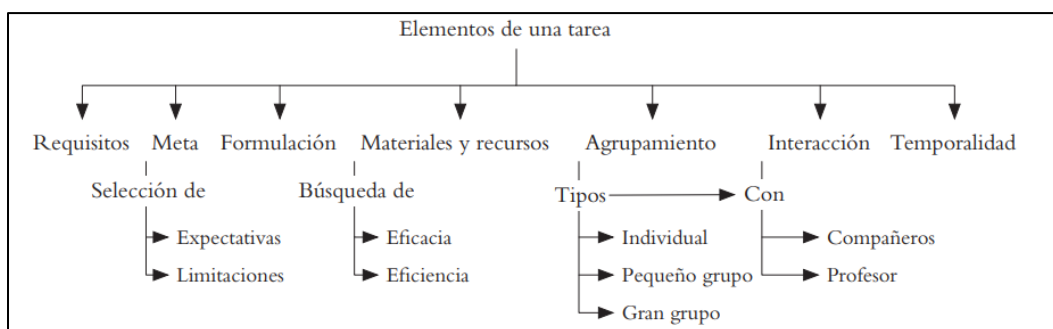 Elementos de una tarea
Requisitos Meta Formulación Materiales y recursos Agrupamiento Interacción Temporalidad
Selección de Búsqueda de Tipos Con
Expectativas Eficacia Individual Compañeros
Limitaciones Eficiencia Pequeño grupo Profesor
Gran grupo